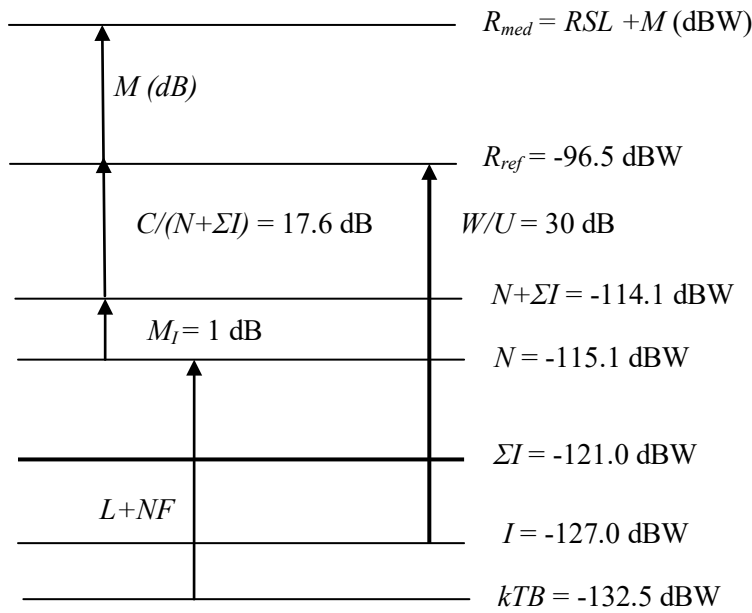 R_med = RSL +M (dBW)
M (dB)
R_ref = -96.5 dBW
C/(N+ΣI) = 17.6 dB
W/U = 30 dB
N+ΣI = -114.1 dBW
M_I = 1 dB
N = -115.1 dBW
ΣI = -121.0 dBW
L+NF
I = -127.0 dBW
kTB = -132.5 dBW